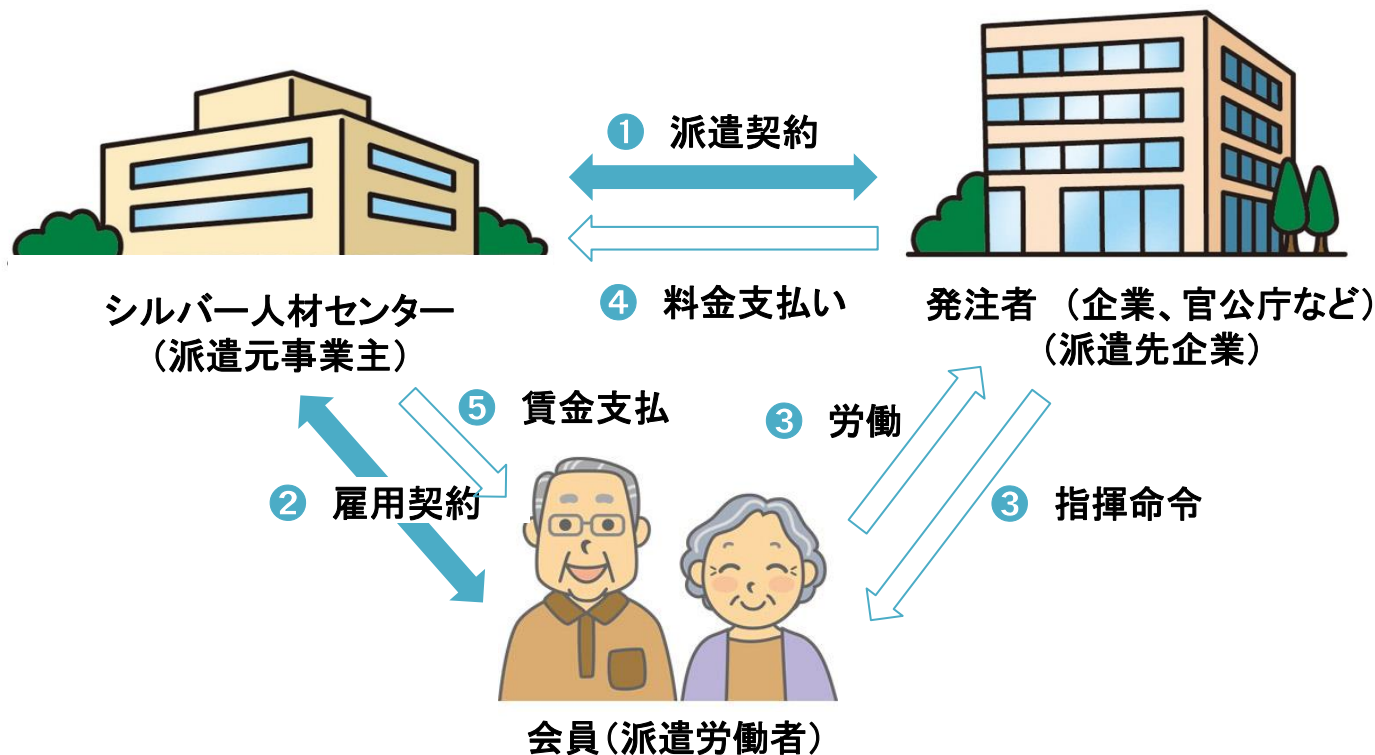 ❶ 派遣契約
❹ 料金支払い
シルバー人材センター
（派遣元事業主）
発注者 （企業、官公庁など）
（派遣先企業）
❺ 賃金支払
❸ 労働
❷ 雇用契約
❸ 指揮命令
会員（派遣労働者）